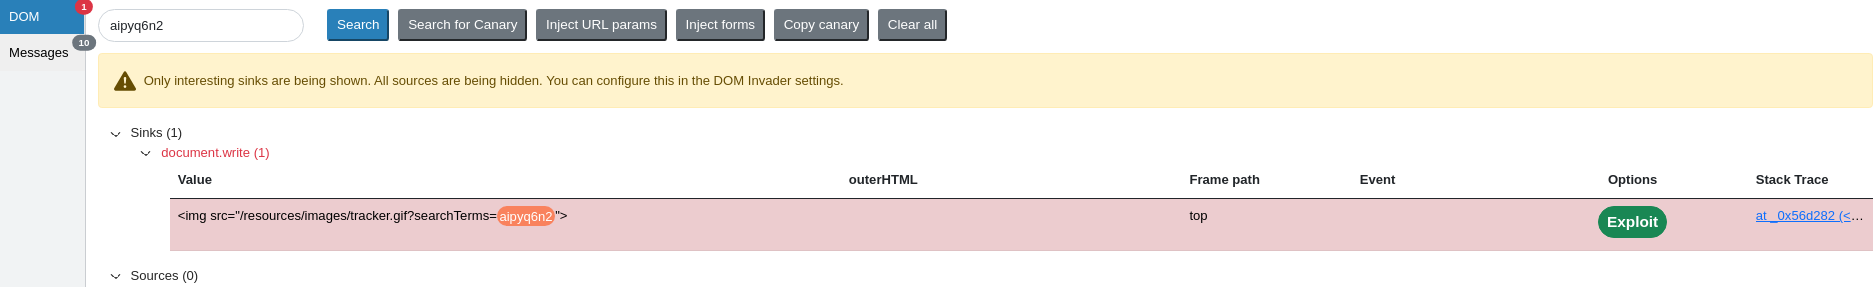 DOM 1
Messages 10
aipyq6n2 Search Search for Canary Inject URL params Inject forms Copy canary Clear all
Only interesting sinks are being shown. All sources are being hidden. You can configure this in the DOM Invader settings.
Sinks (1)
document.write (1)
Value outerHTML Frame path Event Options Stack Trace
<img src="/resources/images/tracker.gif?searchTerms=aipyq6n2"> top Exploit at _0x56d282 (<…
Sources (0)